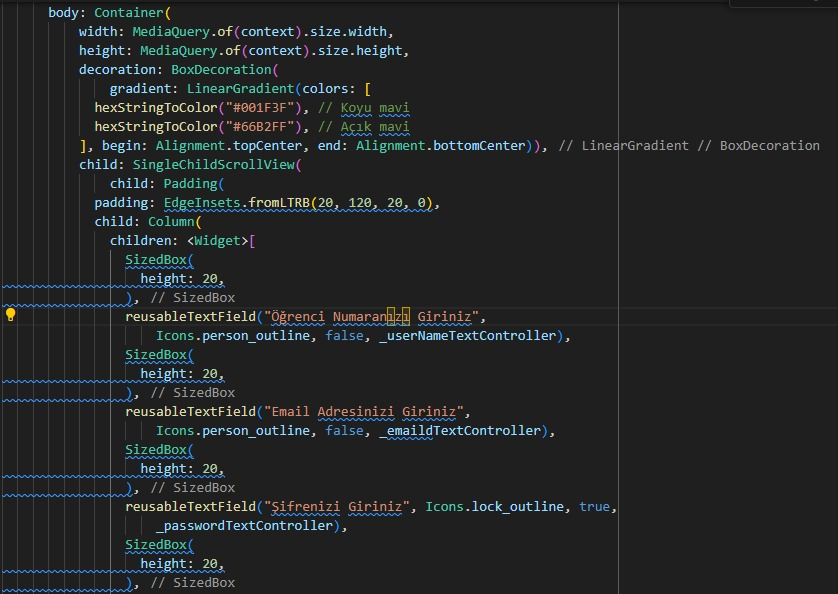 body: Container(
width: MediaQuery.of(context).size.width,
height: MediaQuery.of(context).size.height,
decoration: BoxDecoration(
gradient: LinearGradient(colors: [
hexStringToColor("#001F3F"), // Koyu mavi
hexStringToColor("#66B2FF"), // Açık mavi
], begin: Alignment.topCenter, end: Alignment.bottomCenter)), // LinearGradient // BoxDecoration
child: SingleChildScrollView(
child: Padding(
padding: EdgeInsets.fromLTRB(20, 120, 20, 0),
child: Column(
children: <Widget>[
SizedBox(
height: 20,
), // SizedBox
reusableTextField("Öğrenci Numaranızı Giriniz",
Icons.person_outline, false, _userNameTextController),
SizedBox(
height: 20,
), // SizedBox
reusableTextField("Email Adresinizi Giriniz",
Icons.person_outline, false, _emaildTextController),
SizedBox(
height: 20,
), // SizedBox
reusableTextField("Şifrenizi Giriniz", Icons.lock_outline, true,
_passwordTextController),
SizedBox(
height: 20,
), // SizedBox